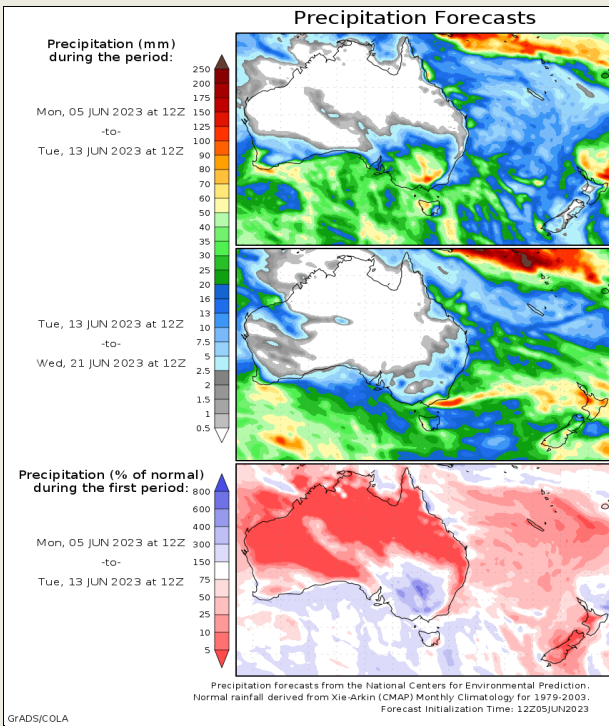 Precipitation Forecasts
Precipitation (mm)
during the period:
Mon, 05 JUN 2023 at 12Z
-to-
Tue, 13 JUN 2023 at 12Z
250
200
175
150
125
100
90
80
70
60
50
40
35
30
25
20
16
13
10
7.5
5
2.5
2
1.5
1
0.5
Tue, 13 JUN 2023 at 12Z
-to-
Wed, 21 JUN 2023 at 12Z
Precipitation (% of normal)
during the first period:
Mon, 05 JUN 2023 at 12Z
-to-
Tue, 13 JUN 2023 at 12Z
800
600
400
300
150
75
50
25
10
5
Precipitation forecasts from the National Centers for Environmental Prediction.
Normal rainfall derived from Xie-Arkin (CMAP) Monthly Climatology for 1979-2003.
Forecast Initialization Time: 12Z05JUN2023
GrADS/COLA